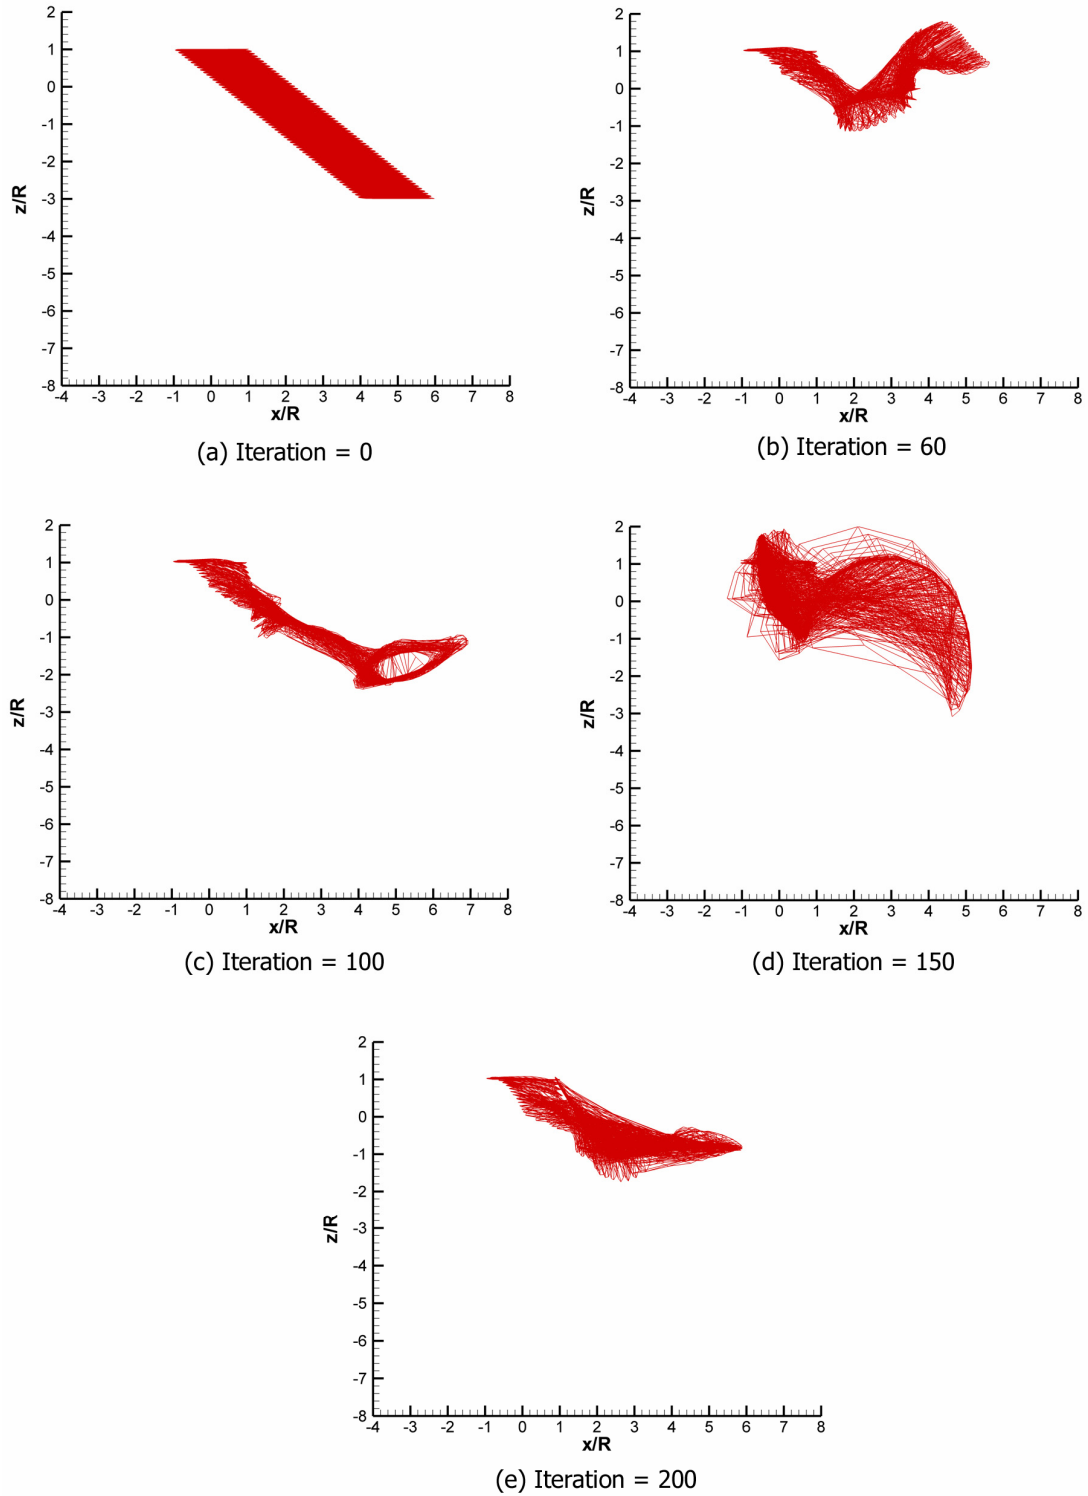 2
1
0
-1
-2
-3
-4
-5
-6
-7
-8
z/R
-4 -3 -2 -1 0 1 2 3 4 5 6 7 8
x/R
(a) Iteration = 0
2
1
0
-1
-2
-3
-4
-5
-6
-7
-8
z/R
-4 -3 -2 -1 0 1 2 3 4 5 6 7 8
x/R
(b) Iteration = 60
2
1
0
-1
-2
-3
-4
-5
-6
-7
-8
z/R
-4 -3 -2 -1 0 1 2 3 4 5 6 7 8
x/R
(c) Iteration = 100
2
1
0
-1
-2
-3
-4
-5
-6
-7
-8
z/R
-4 -3 -2 -1 0 1 2 3 4 5 6 7 8
x/R
(d) Iteration = 150
2
1
0
-1
-2
-3
-4
-5
-6
-7
-8
z/R
-4 -3 -2 -1 0 1 2 3 4 5 6 7 8
x/R
(e) Iteration = 200